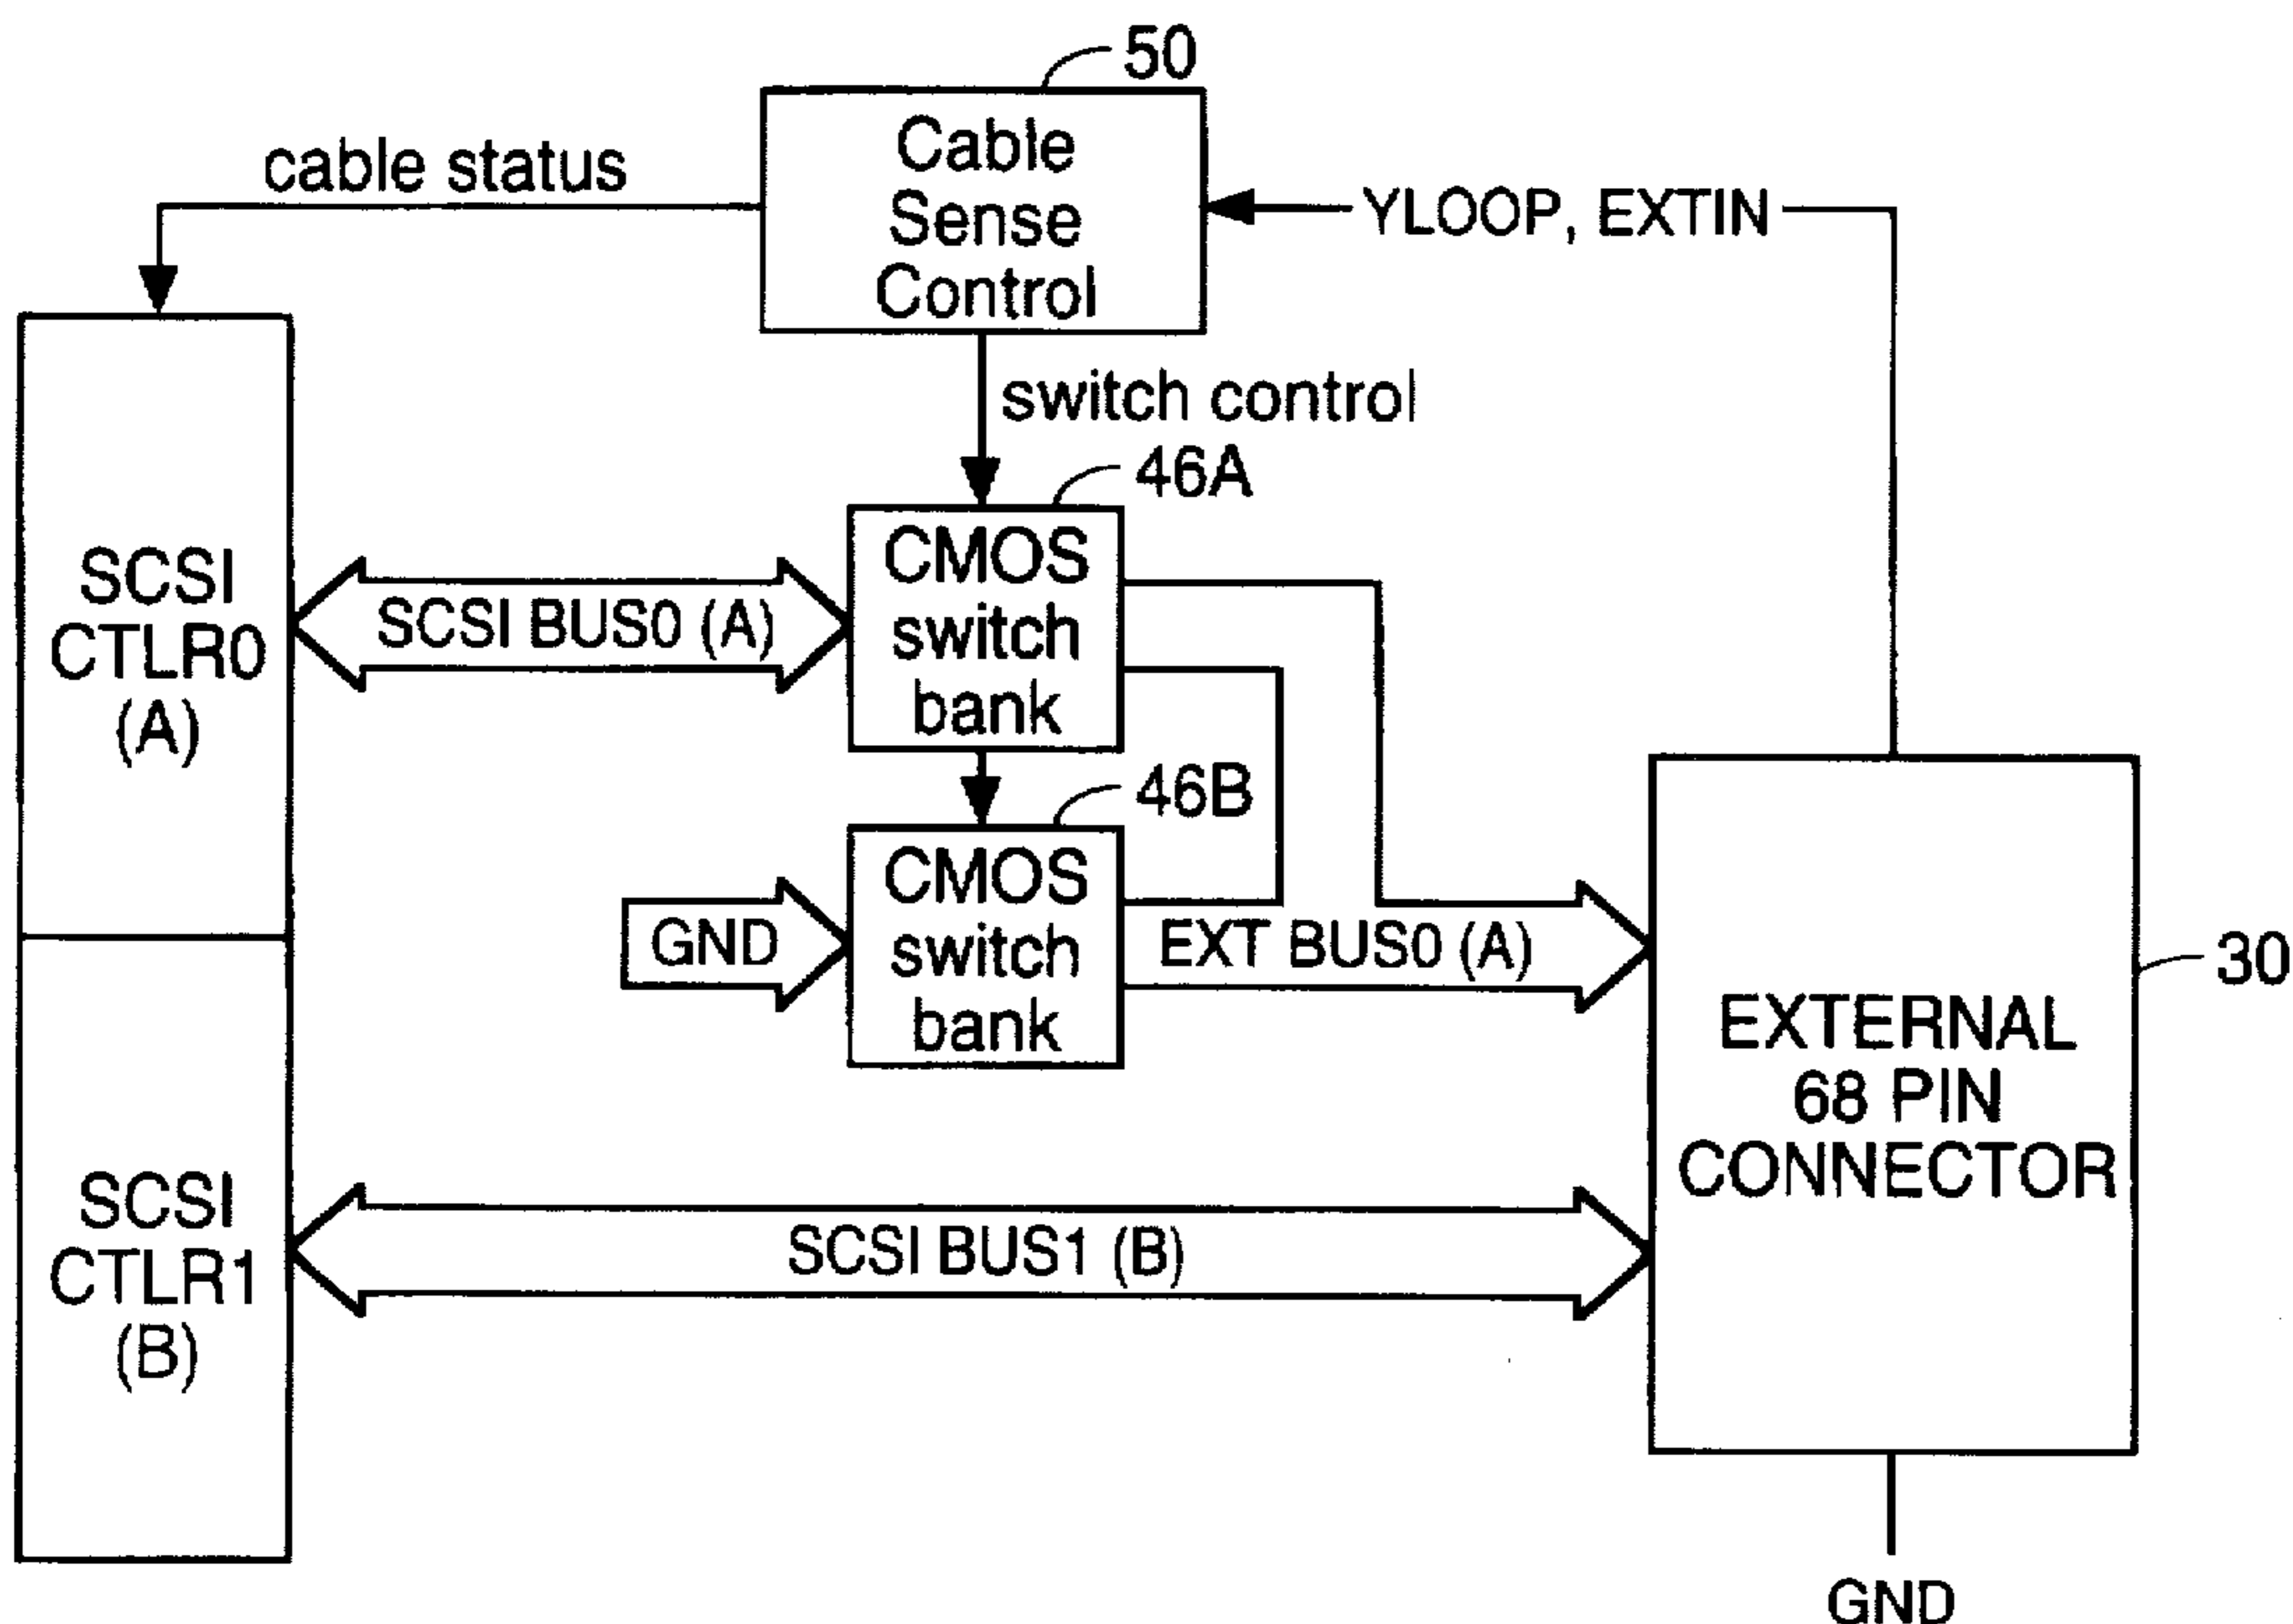 50
Cable
Sense
Control
cable status
YLOOP, EXTIN
switch control
46A
SCSI
CTLR0
(A)
SCSI BUS0 (A)
CMOS
switch
bank
46B
GND
CMOS
switch
bank
EXT BUS0 (A)
30
EXTERNAL
68 PIN
CONNECTOR
SCSI
CTLR1
(B)
SCSI BUS1 (B)
GND